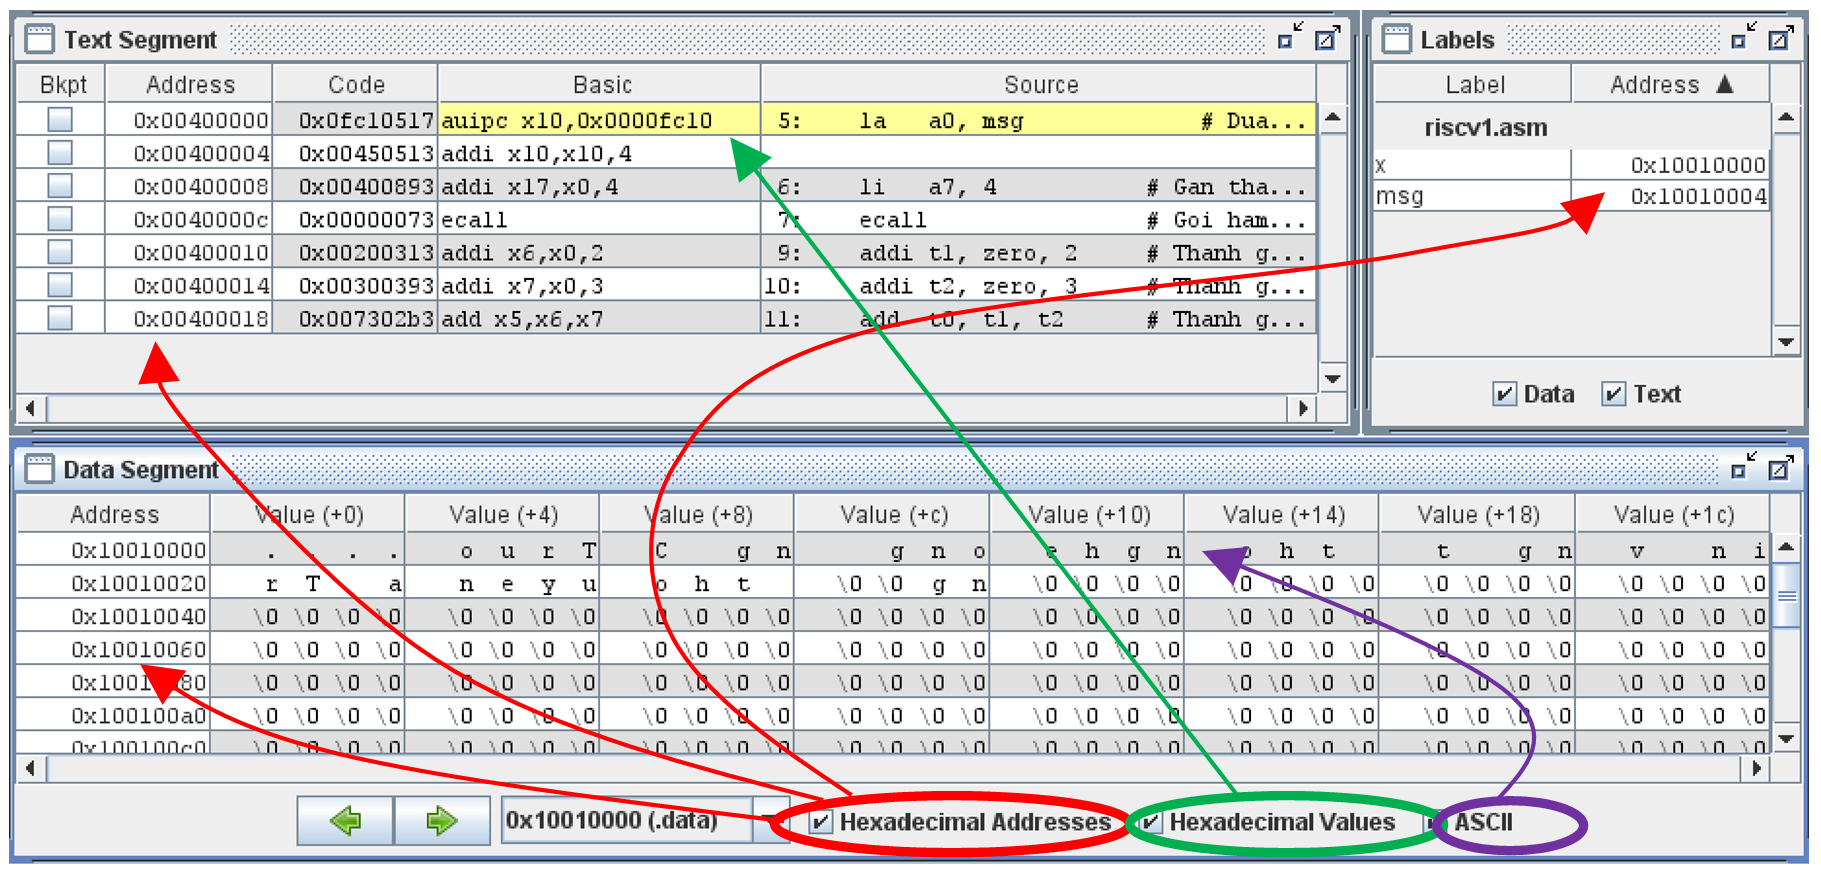 Text Segment
Bkpt Address Code Basic Source
0x00400000 0x0fc10517 auipc x10,0x0000fc10 5: la a0, msg # Dua...
0x00400004 0x00450513 addi x10,x10,4
0x00400008 0x00400893 addi x17,x0,4 6: li a7, 4 # Gan tha...
0x0040000c 0x00000073 ecall 7: ecall # Goi ham...
0x00400010 0x00200313 addi x6,x0,2 9: addi t1, zero, 2 # Thanh g...
0x00400014 0x00300393 addi x7,x0,3 10: addi t2, zero, 3 # Thanh g...
0x00400018 0x007302b3 add x5,x6,x7 11: add t0, t1, t2 # Thanh g...
Labels
Label Address ▲
riscv1.asm
x 0x10010000
msg 0x10010004
Data Text
Data Segment
Address Value (+0) Value (+4) Value (+8) Value (+c) Value (+10) Value (+14) Value (+18) Value (+1c)
0x10010000 . . . . o u r T C g n g n o e h g n o h t t g n v n i
0x10010020 r T a n e y u o h t \0 \0 g n \0 \0 \0 \0 \0 \0 \0 \0 \0 \0 \0 \0 \0 \0 \0 \0
0x10010040 \0 \0 \0 \0 \0 \0 \0 \0 \0 \0 \0 \0 \0 \0 \0 \0 \0 \0 \0 \0 \0 \0 \0 \0 \0 \0 \0 \0 \0 \0 \0 \0
0x10010060 \0 \0 \0 \0 \0 \0 \0 \0 \0 \0 \0 \0 \0 \0 \0 \0 \0 \0 \0 \0 \0 \0 \0 \0 \0 \0 \0 \0 \0 \0 \0 \0
0x10010080 \0 \0 \0 \0 \0 \0 \0 \0 \0 \0 \0 \0 \0 \0 \0 \0 \0 \0 \0 \0 \0 \0 \0 \0 \0 \0 \0 \0 \0 \0 \0 \0
0x100100a0 \0 \0 \0 \0 \0 \0 \0 \0 \0 \0 \0 \0 \0 \0 \0 \0 \0 \0 \0 \0 \0 \0 \0 \0 \0 \0 \0 \0 \0 \0 \0 \0
0x100100c0 \0 \0 \0 \0 \0 \0 \0 \0 \0 \0 \0 \0 \0 \0 \0 \0 \0 \0 \0 \0 \0 \0 \0 \0 \0 \0 \0 \0 \0 \0 \0 \0
0x10010000 (.data) Hexadecimal Addresses Hexadecimal Values ASCII